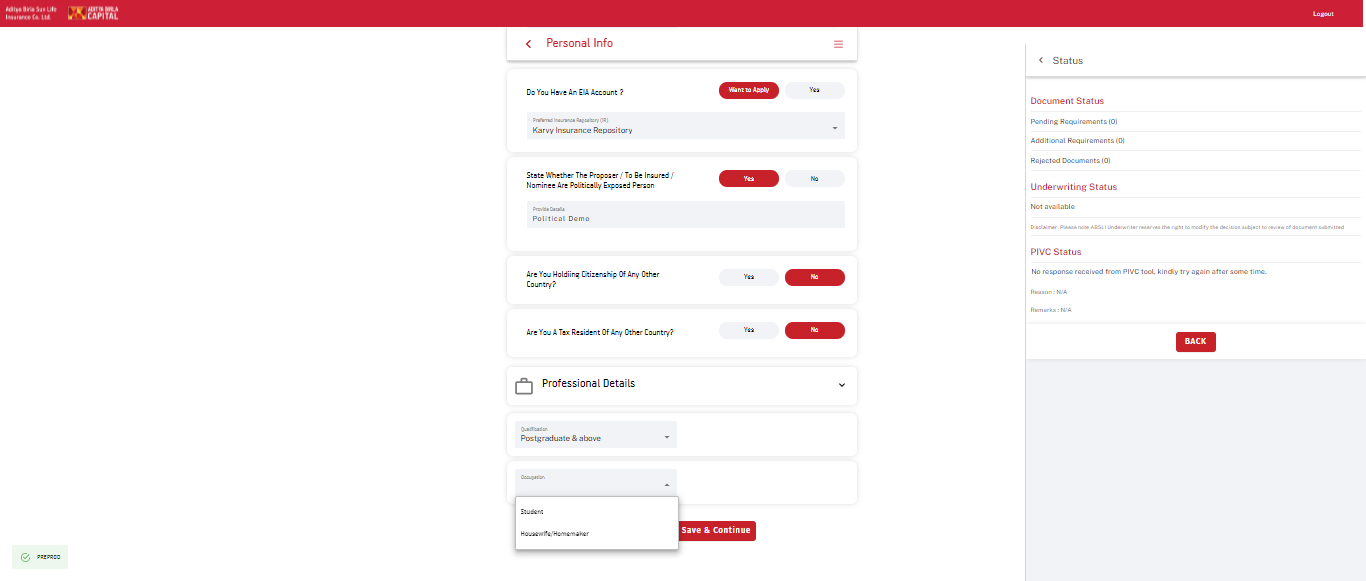 Aditya Birla Sun Life
Insurance Co. Ltd.
ADITYA BIRLA
CAPITAL
Logout
Personal Info
Do You Have An EIA Account ?
Want to Apply
Yes
Preferred Insurance Repository (IR)
Karvy Insurance Repository
State Whether The Proposer / To Be Insured /
Nominee Are Politically Exposed Person
Yes
No
Provide Details
Political Demo
Are You Holdiing Citizenship Of Any Other
Country?
Yes
No
Are You A Tax Resident Of Any Other Country?
Yes
No
Professional Details
Qualification
Postgraduate & above
Occupation
Student
Housewife/Homemaker
Save & Continue
PREPROD
Status
Document Status
Pending Requirements (0)
Additional Requirements (0)
Rejected Documents (0)
Underwriting Status
Not available
Disclaimer: Please note ABSLI Underwriter reserves the right to modify the decision subject to review of document submitted
PIVC Status
No response received from PIVC tool, kindly try again after some time.
Reason : N/A
Remarks : N/A
BACK